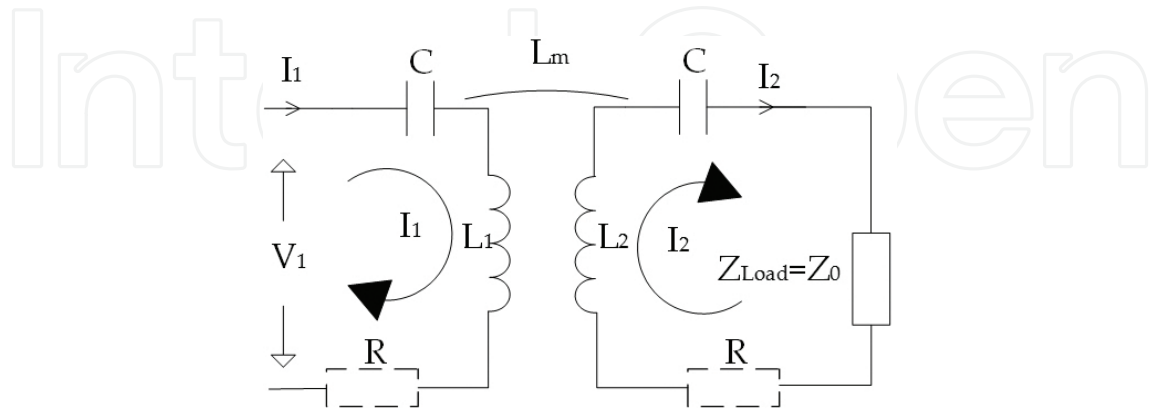 IntechOpen
C
Lm
C
I1
I2
V1
I1
L1
L2
I2
ZLoad=Z0
R
R